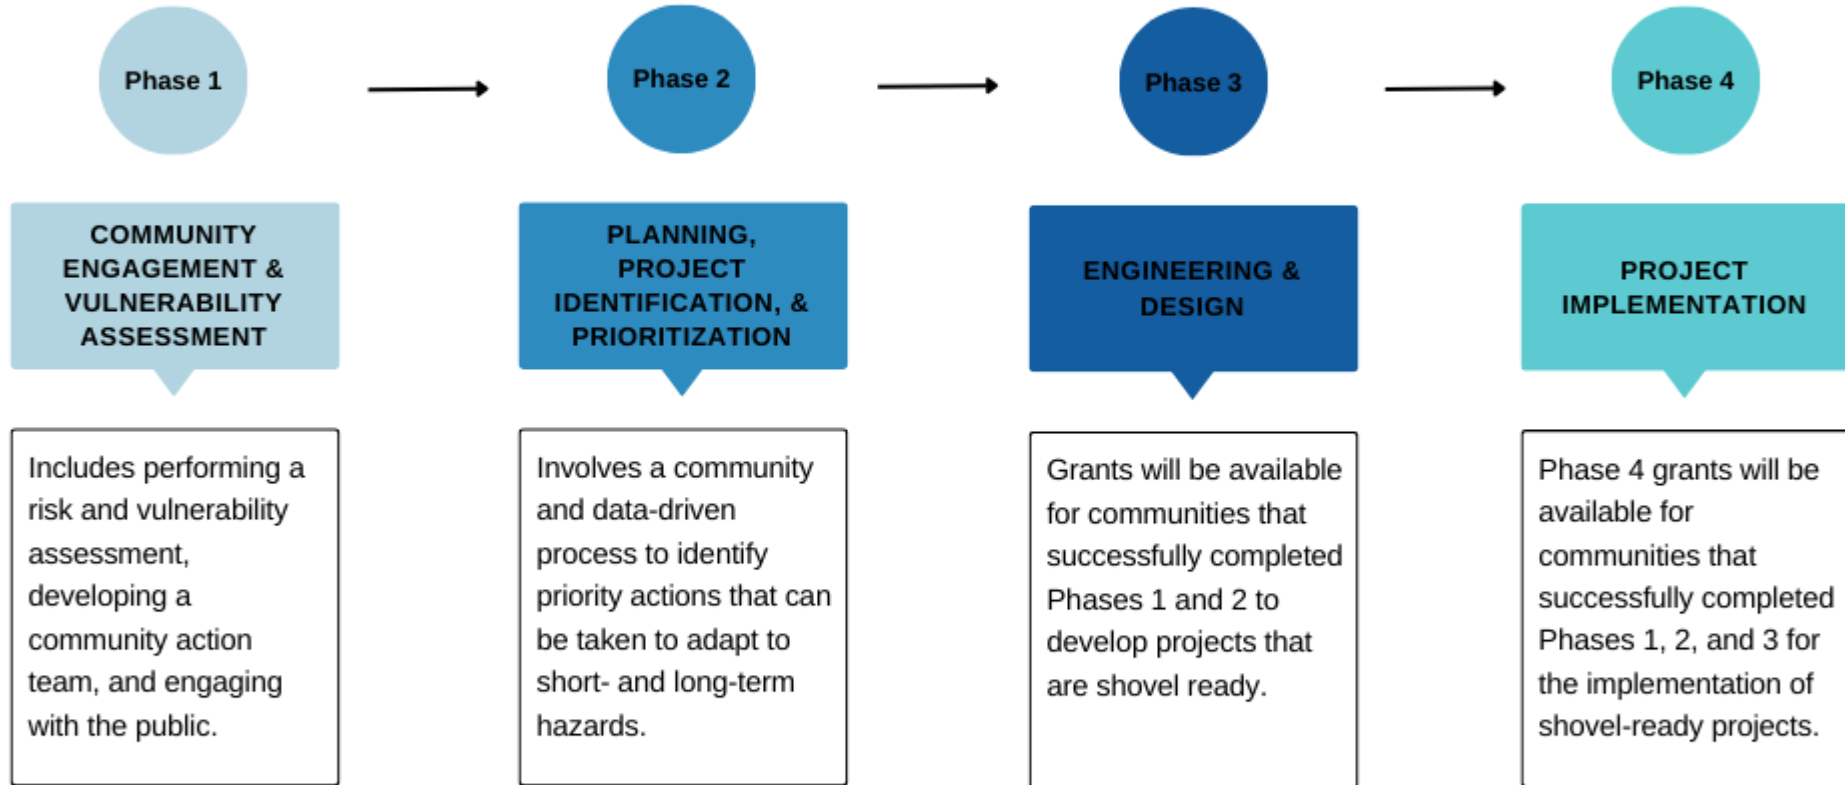 Phase 1
Phase 2
Phase 3
Phase 4
COMMUNITY
ENGAGEMENT &
VULNERABILITY
ASSESSMENT
PLANNING,
PROJECT
IDENTIFICATION, &
PRIORITIZATION
ENGINEERING &
DESIGN
PROJECT
IMPLEMENTATION
Includes performing a
risk and vulnerability
assessment,
developing a
community action
team, and engaging
with the public.
Involves a community
and data-driven
process to identify
priority actions that can
be taken to adapt to
short- and long-term
hazards.
Grants will be available
for communities that
successfully completed
Phases 1 and 2 to
develop projects that
are shovel ready.
Phase 4 grants will be
available for
communities that
successfully completed
Phases 1, 2, and 3 for
the implementation of
shovel-ready projects.